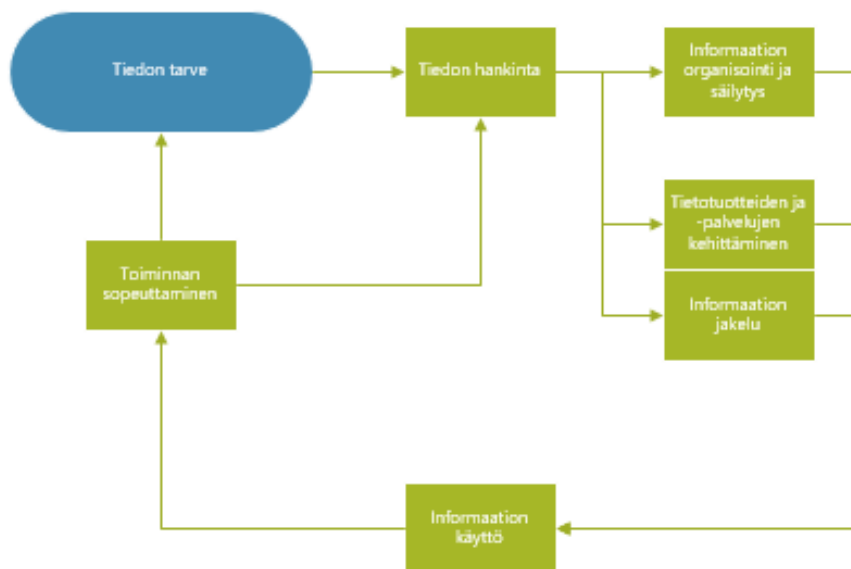 Tiedon tarve
Tiedon hankinta
Informaation
organisointi ja
säilytys
Tietotuotteiden ja
-palvelujen
kehittäminen
Toiminnan
sopeuttaminen
Informaation
jakelu
Informaation
käyttö